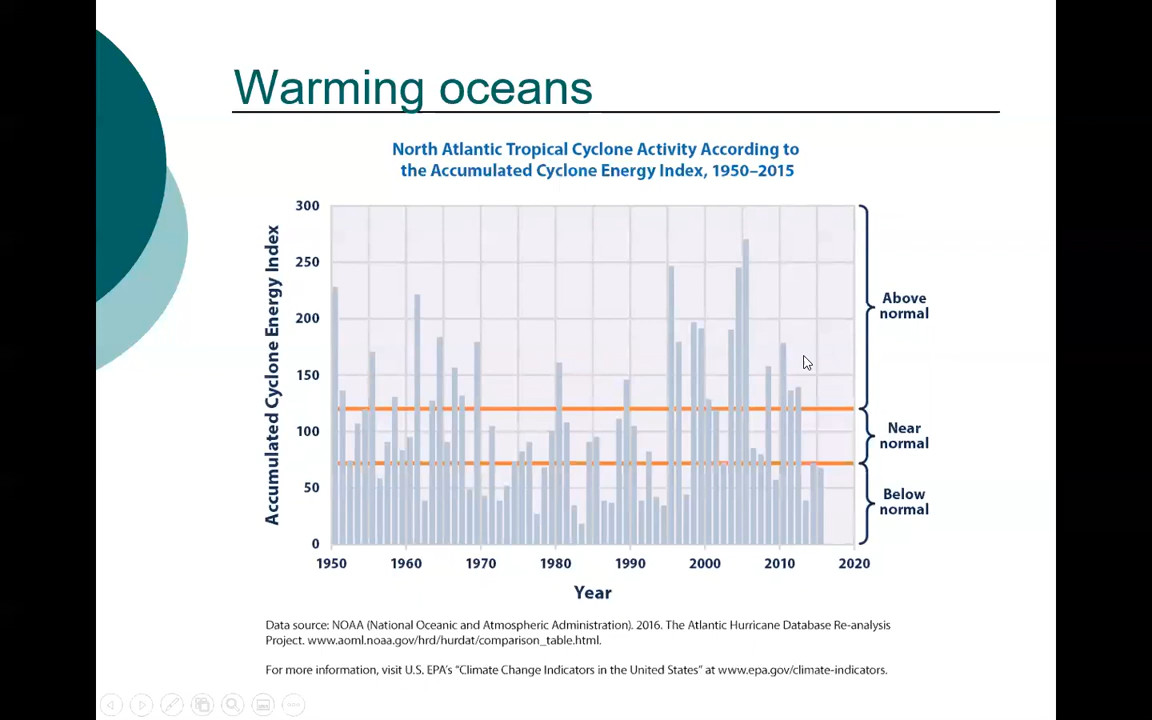 Warming oceans
North Atlantic Tropical Cyclone Activity According to
the Accumulated Cyclone Energy Index, 1950–2015
Accumulated Cyclone Energy Index
300
250
200
150
100
50
0
1950 1960 1970 1980 1990 2000 2010 2020
Year
Above
normal
Near
normal
Below
normal
Data source: NOAA (National Oceanic and Atmospheric Administration). 2016. The Atlantic Hurricane Database Re-analysis
Project. www.aoml.noaa.gov/hrd/hurdat/comparison_table.html.
For more information, visit U.S. EPA's “Climate Change Indicators in the United States” at www.epa.gov/climate-indicators.